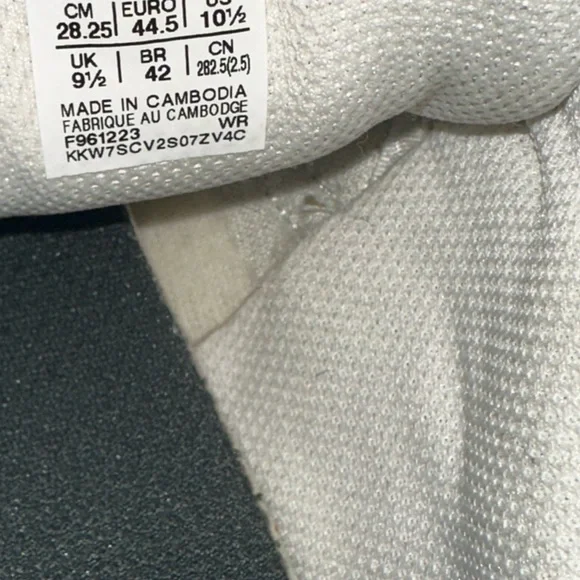 CM EURO US
28.25 44.5 10½
UK BR CN
9½ 42 282.5(2.5)
MADE IN CAMBODIA
FABRIQUE AU CAMBODGE
F961223 WR
KKW7SCV2S07ZV4C